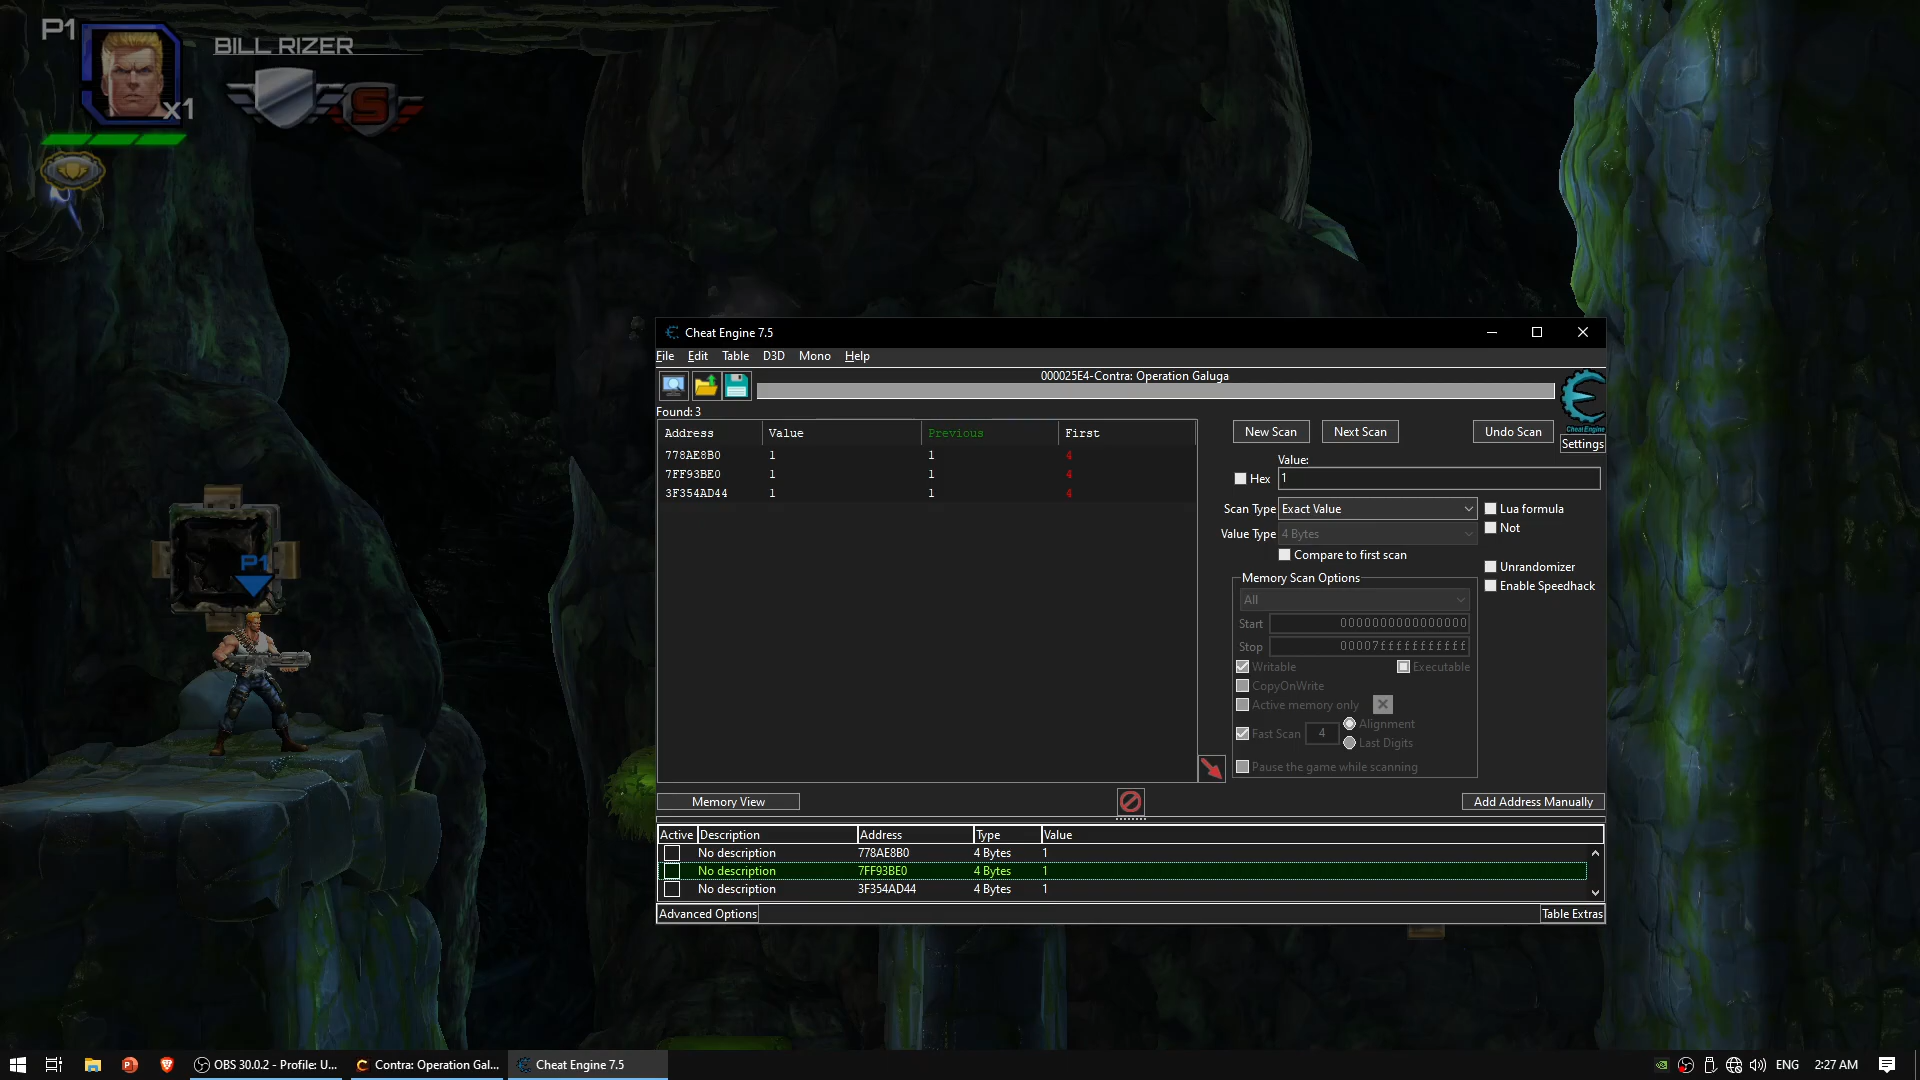 P1
BILL RIZER
x1
S
P1
Cheat Engine 7.5
File Edit Table D3D Mono Help
000025E4-Contra: Operation Galuga
Found: 3
Address Value Previous First
778AE8B0 1 1 4
7FF93BE0 1 1 4
3F354AD44 1 1 4
New Scan Next Scan Undo Scan
Cheat Engine
Settings
Value:
Hex 1
Scan Type Exact Value Lua formula
Not
Value Type 4 Bytes
Compare to first scan
Unrandomizer
Enable Speedhack
Memory Scan Options
All
Start 0000000000000000
Stop 00007fffffffffff
Writable Executable
CopyOnWrite
Active memory only
Fast Scan 4 Alignment
Last Digits
Pause the game while scanning
Memory View Add Address Manually
Active Description Address Type Value
No description 778AE8B0 4 Bytes 1
No description 7FF93BE0 4 Bytes 1
No description 3F354AD44 4 Bytes 1
Advanced Options Table Extras
OBS 30.0.2 - Profile: U... Contra: Operation Gal... Cheat Engine 7.5 ENG 2:27 AM